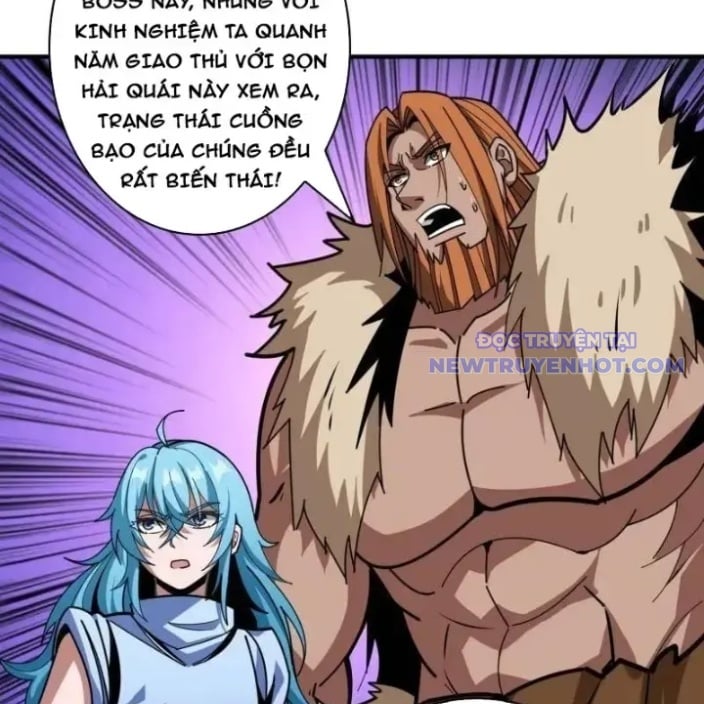 BOSS NÀY, NHƯNG VỚI
KINH NGHIỆM TA QUANH
NĂM GIAO THỦ VỚI BỌN
HẢI QUÁI NÀY XEM RA,
TRẠNG THÁI CUỒNG
BẠO CỦA CHÚNG ĐỀU
RẤT BIẾN THÁI!
ĐỌC TRUYỆN TẠI
NEWTRUYENHOT.COM